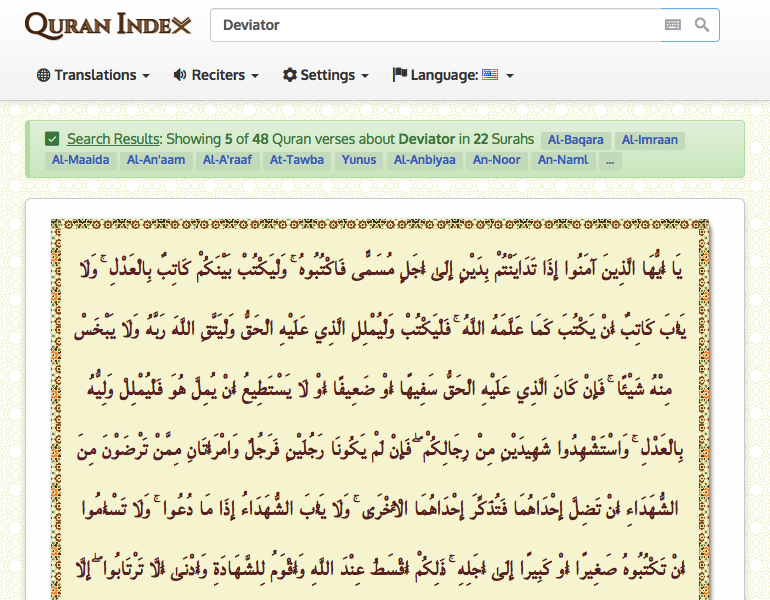 QURAN INDEX
Deviator
Translations Reciters Settings Language:
Search Results: Showing 5 of 48 Quran verses about Deviator in 22 Surahs Al-Baqara Al-Imraan
Al-Maaida Al-An'aam Al-A'raaf At-Tawba Yunus Al-Anbiyaa An-Noor An-Naml ...
يَا أَيُّهَا الَّذِينَ آمَنُوا إِذَا تَدَايَنْتُمْ بِدَيْنٍ إِلَىٰ أَجَلٍ مُسَمًّى فَاكْتُبُوهُ ۚ وَلْيَكْتُبْ بَيْنَكُمْ كَاتِبٌ بِالْعَدْلِ ۚ وَلَا
يَأْبَ كَاتِبٌ أَنْ يَكْتُبَ كَمَا عَلَّمَهُ اللَّهُ ۚ فَلْيَكْتُبْ وَلْيُمْلِلِ الَّذِي عَلَيْهِ الْحَقُّ وَلْيَتَّقِ اللَّهَ رَبَّهُ وَلَا يَبْخَسْ
مِنْهُ شَيْئًا ۚ فَإِنْ كَانَ الَّذِي عَلَيْهِ الْحَقُّ سَفِيهًا أَوْ ضَعِيفًا أَوْ لَا يَسْتَطِيعُ أَنْ يُمِلَّ هُوَ فَلْيُمْلِلْ وَلِيُّهُ
بِالْعَدْلِ ۚ وَاسْتَشْهِدُوا شَهِيدَيْنِ مِنْ رِجَالِكُمْ ۖ فَإِنْ لَمْ يَكُونَا رَجُلَيْنِ فَرَجُلٌ وَامْرَأَتَانِ مِمَّنْ تَرْضَوْنَ مِنَ
الشُّهَدَاءِ أَنْ تَضِلَّ إِحْدَاهُمَا فَتُذَكِّرَ إِحْدَاهُمَا الْأُخْرَىٰ ۚ وَلَا يَأْبَ الشُّهَدَاءُ إِذَا مَا دُعُوا ۚ وَلَا تَسْأَمُوا
أَنْ تَكْتُبُوهُ صَغِيرًا أَوْ كَبِيرًا إِلَىٰ أَجَلِهِ ۚ ذَٰلِكُمْ أَقْسَطُ عِنْدَ اللَّهِ وَأَقْوَمُ لِلشَّهَادَةِ وَأَدْنَىٰ أَلَّا تَرْتَابُوا ۖ إِلَّا